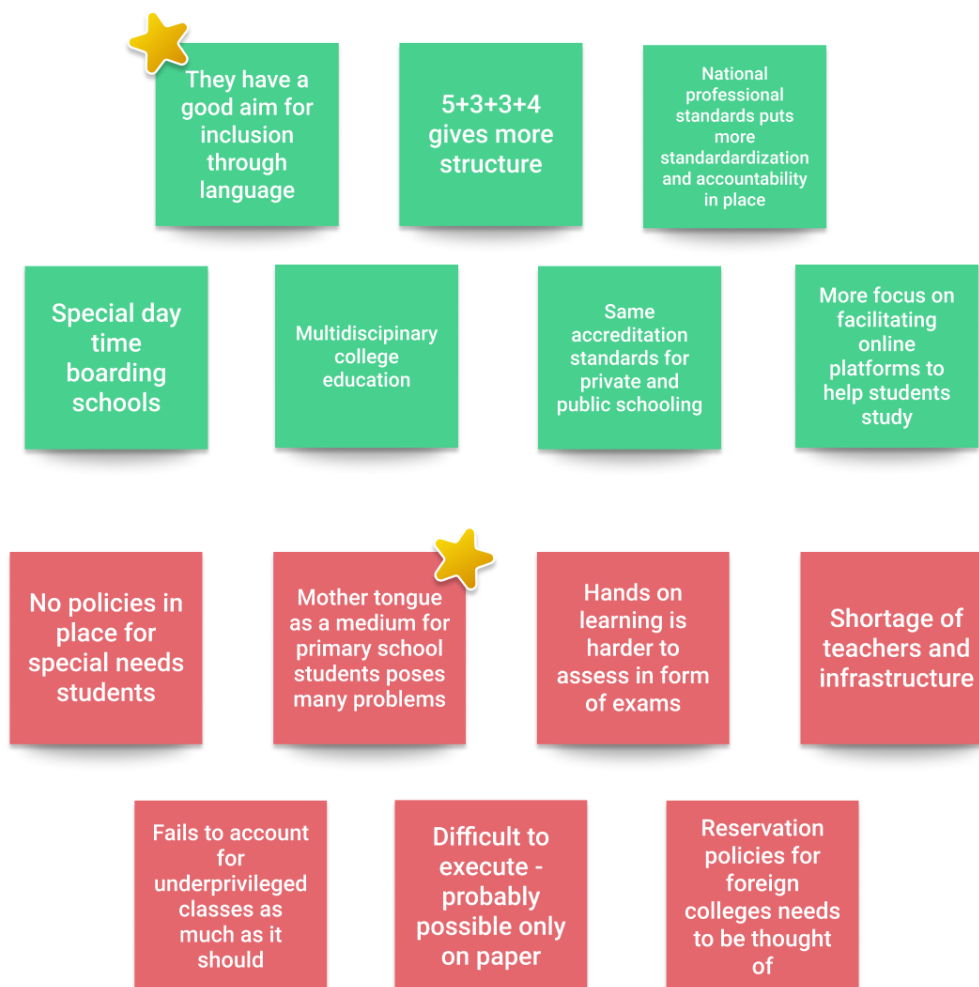 They have a
good aim for
inclusion
through
language
5+3+3+4
gives more
structure
National
professional
standards puts
more
standardardization
and accountability
in place
Special day
time
boarding
schools
Multidiscipinary
college
education
Same
accreditation
standards for
private and
public schooling
More focus on
facilitating
online
platforms to
help students
study
No policies in
place for
special needs
students
Mother tongue
as a medium for
primary school
students poses
many problems
Hands on
learning is
harder to
assess in form
of exams
Shortage of
teachers and
infrastructure
Fails to account
for
underprivileged
classes as
much as it
should
Difficult to
execute -
probably
possible only
on paper
Reservation
policies for
foreign
colleges needs
to be thought
of